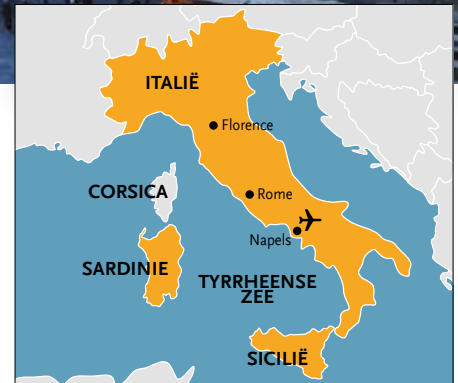 ITALIË
Florence
CORSICA
Rome
Napels
SARDINIE
TYRRHEENSE
ZEE
SICILIË